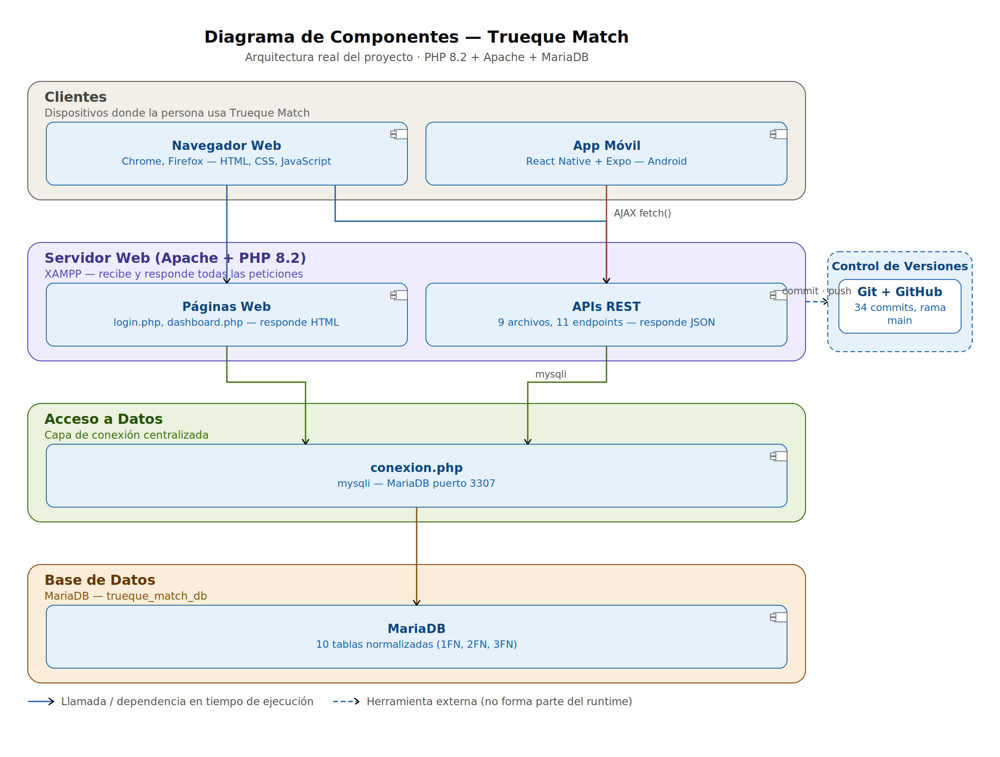 Diagrama de Componentes — Trueque Match
Arquitectura real del proyecto · PHP 8.2 + Apache + MariaDB
Clientes
Dispositivos donde la persona usa Trueque Match
Navegador Web
Chrome, Firefox — HTML, CSS, JavaScript
App Móvil
React Native + Expo — Android
AJAX fetch()
Servidor Web (Apache + PHP 8.2)
XAMPP — recibe y responde todas las peticiones
Páginas Web
login.php, dashboard.php — responde HTML
APIs REST
9 archivos, 11 endpoints — responde JSON
commit · push
Control de Versiones
Git + GitHub
34 commits, rama
main
mysqli
Acceso a Datos
Capa de conexión centralizada
conexion.php
mysqli — MariaDB puerto 3307
Base de Datos
MariaDB — trueque_match_db
MariaDB
10 tablas normalizadas (1FN, 2FN, 3FN)
Llamada / dependencia en tiempo de ejecución
Herramienta externa (no forma parte del runtime)